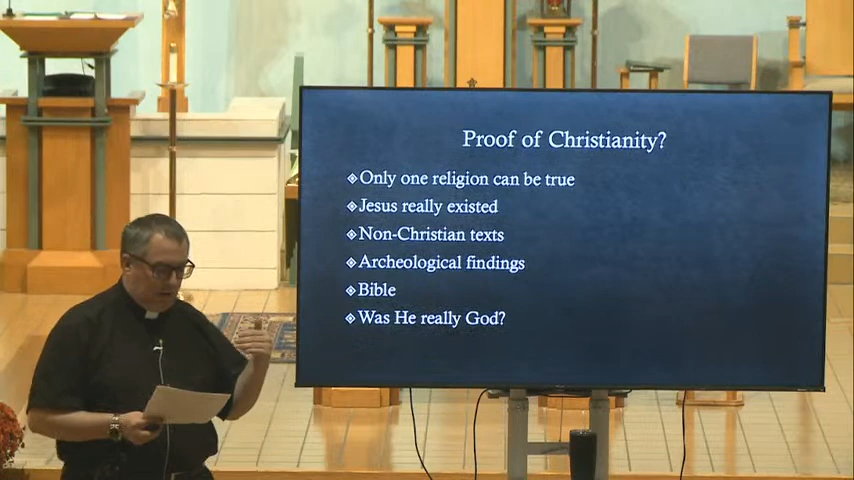 Proof of Christianity?
Only one religion can be true
Jesus really existed
Non-Christian texts
Archeological findings
Bible
Was He really God?